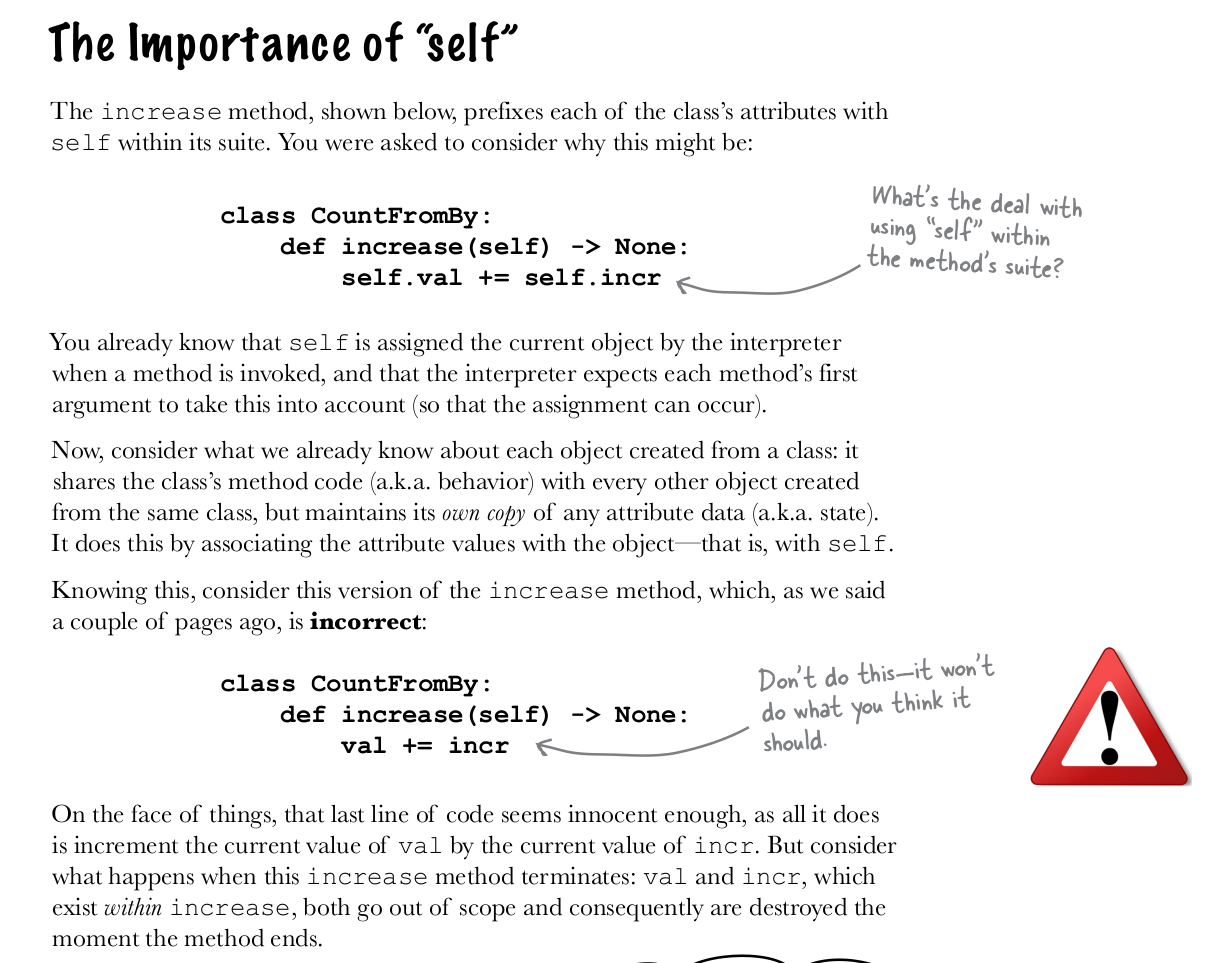 The Importance of “self”
The increase method, shown below, prefixes each of the class’s attributes with
self within its suite. You were asked to consider why this might be:
What’s the deal with
using “self” within
the method’s suite?
class CountFromBy:
    def increase(self) -> None:
        self.val += self.incr
You already know that self is assigned the current object by the interpreter
when a method is invoked, and that the interpreter expects each method’s first
argument to take this into account (so that the assignment can occur).
Now, consider what we already know about each object created from a class: it
shares the class’s method code (a.k.a. behavior) with every other object created
from the same class, but maintains its own copy of any attribute data (a.k.a. state).
It does this by associating the attribute values with the object—that is, with self.
Knowing this, consider this version of the increase method, which, as we said
a couple of pages ago, is incorrect:
class CountFromBy:
    def increase(self) -> None:
        val += incr
Don’t do this—it won’t
do what you think it
should.
!
On the face of things, that last line of code seems innocent enough, as all it does
is increment the current value of val by the current value of incr. But consider
what happens when this increase method terminates: val and incr, which
exist within increase, both go out of scope and consequently are destroyed the
moment the method ends.